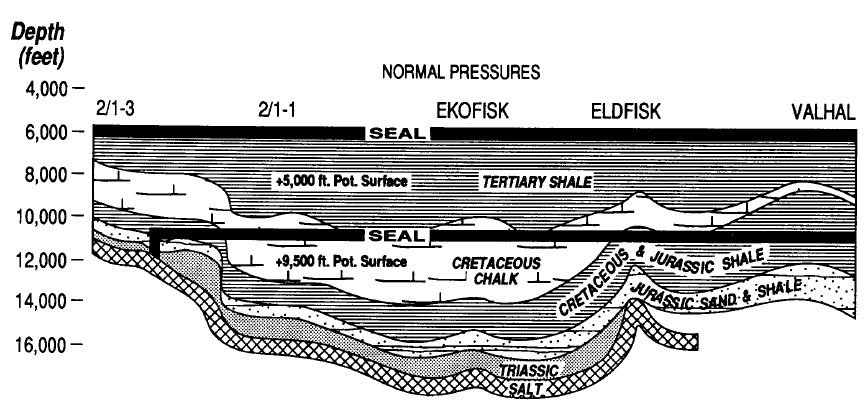 Depth
(feet)
NORMAL PRESSURES
4,000
2/1-3
2/1-1
EKOFISK
ELDFISK
VALHAL
6,000
SEAL
8,000
+5,000 ft. Pot. Surface
TERTIARY SHALE
10,000
SEAL
12,000
+9,500 ft. Pot. Surface
CRETACEOUS
CHALK
CRETACEOUS & JURASSIC SHALE
14,000
JURASSIC SAND & SHALE
16,000
TRIASSIC
SALT